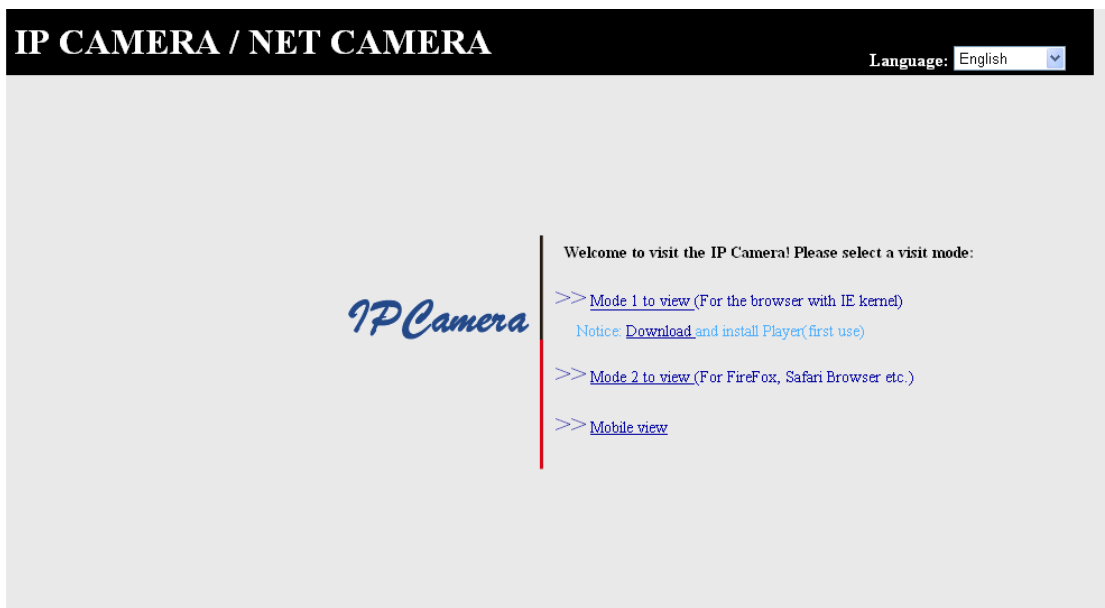 IP CAMERA / NET CAMERA
Language: English
Welcome to visit the IP Camera! Please select a visit mode:
IPCamera
>> Mode 1 to view (For the browser with IE kernel)
Notice: Download and install Player(first use)
>> Mode 2 to view (For FireFox, Safari Browser etc.)
>> Mobile view